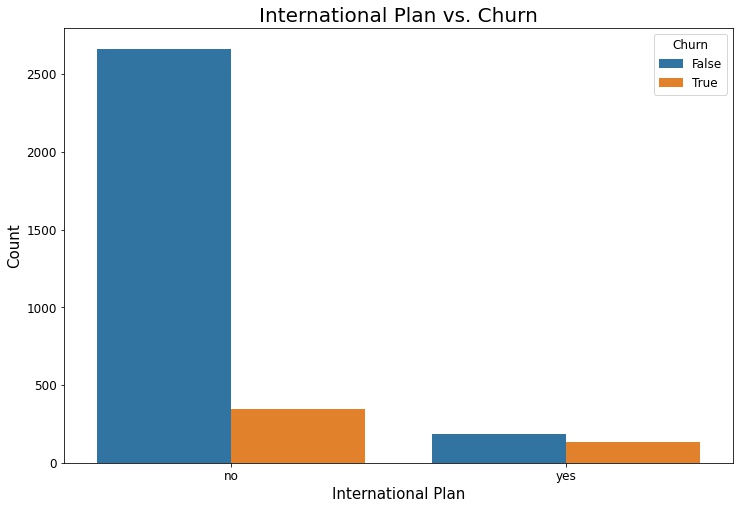 International Plan vs. Churn
Churn
False
True
Count
2500
2000
1500
1000
500
0
no
yes
International Plan